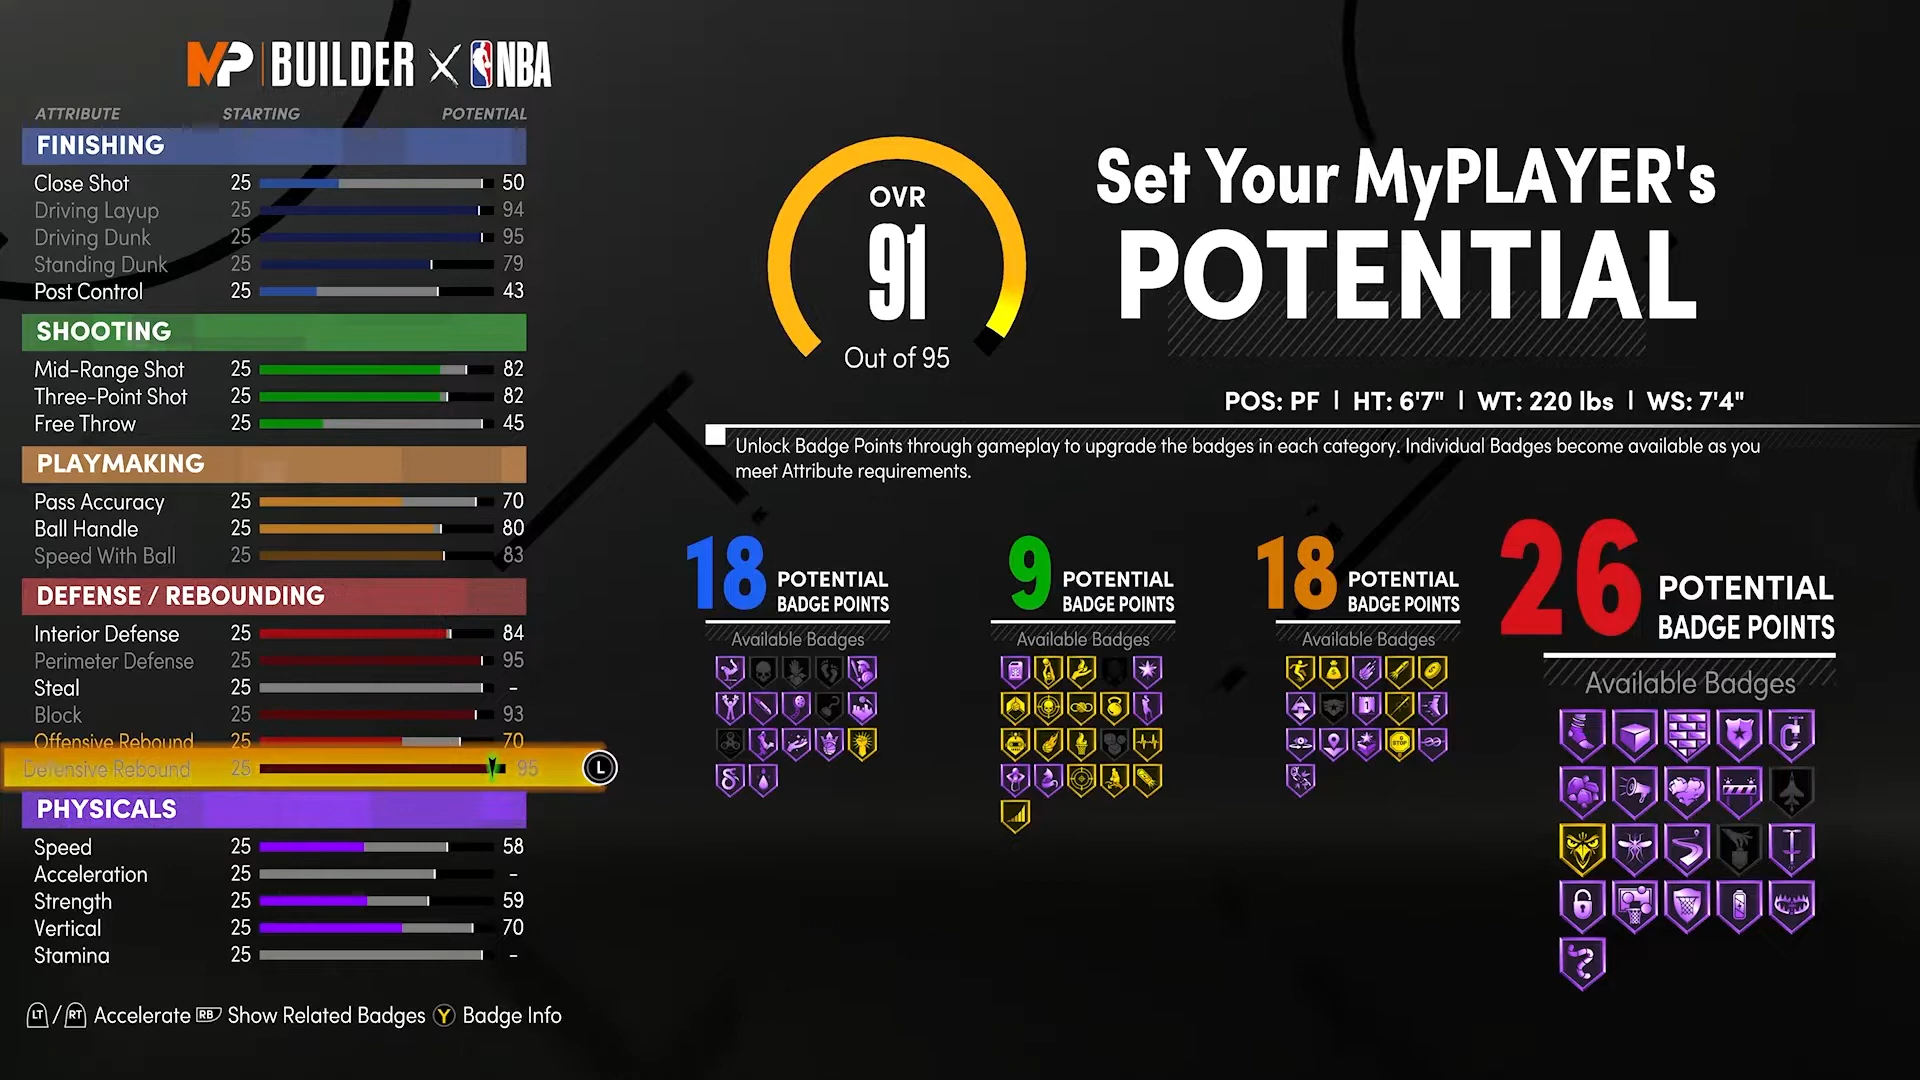 MP | BUILDER X NBA
ATTRIBUTE STARTING POTENTIAL
FINISHING
Close Shot 25 50
Driving Layup 25 94
Driving Dunk 25 95
Standing Dunk 25 79
Post Control 25 43
SHOOTING
Mid-Range Shot 25 82
Three-Point Shot 25 82
Free Throw 25 45
PLAYMAKING
Pass Accuracy 25 70
Ball Handle 25 80
Speed With Ball 25 83
DEFENSE / REBOUNDING
Interior Defense 25 84
Perimeter Defense 25 95
Steal 25 -
Block 25 93
Offensive Rebound 25 70
Defensive Rebound 25 95
L
PHYSICALS
Speed 25 58
Acceleration 25 -
Strength 25 59
Vertical 25 70
Stamina 25 -
LT / RT Accelerate RB Show Related Badges Y Badge Info
OVR
91
Out of 95
Set Your MyPLAYER's
POTENTIAL
POS: PF | HT: 6'7" | WT: 220 lbs | WS: 7'4"
Unlock Badge Points through gameplay to upgrade the badges in each category. Individual Badges become available as you
meet Attribute requirements.
18 POTENTIAL
BADGE POINTS
Available Badges
9 POTENTIAL
BADGE POINTS
Available Badges
18 POTENTIAL
BADGE POINTS
Available Badges
1
STOP
26 POTENTIAL
BADGE POINTS
Available Badges